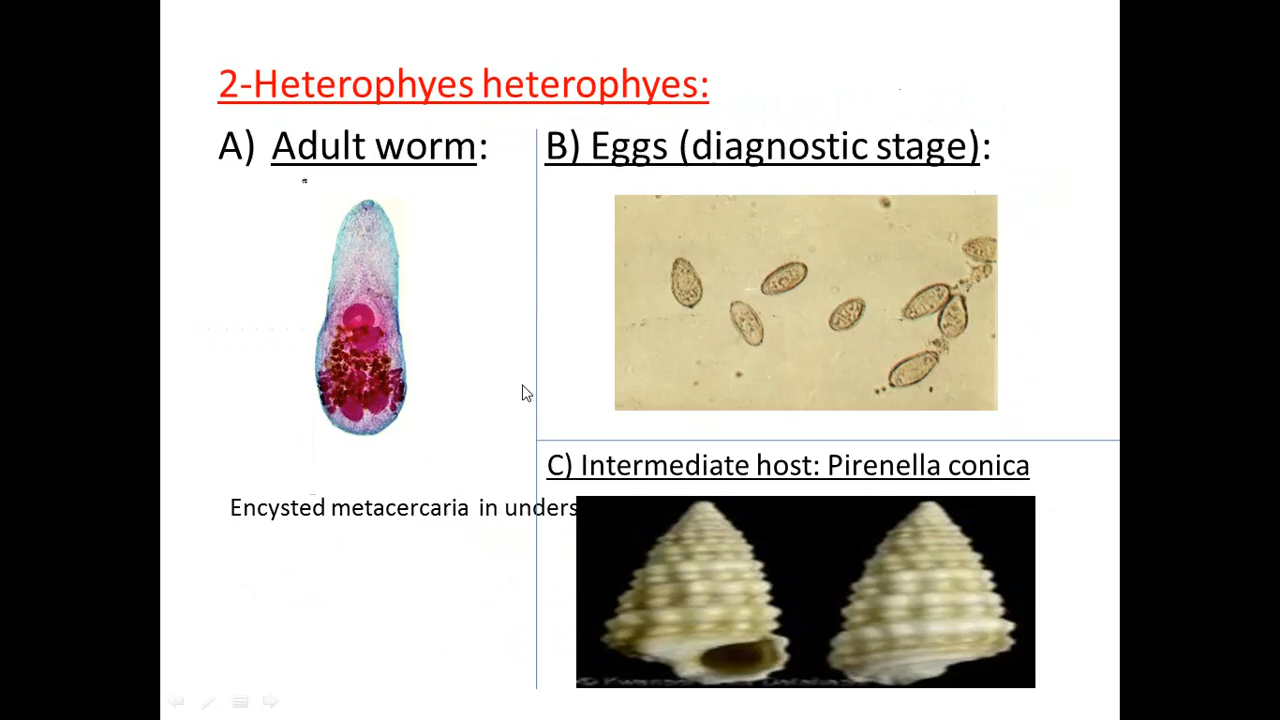 2-Heterophyes heterophyes:
A) Adult worm:
B) Eggs (diagnostic stage):
C) Intermediate host: Pirenella conica
Encysted metacercaria in unders